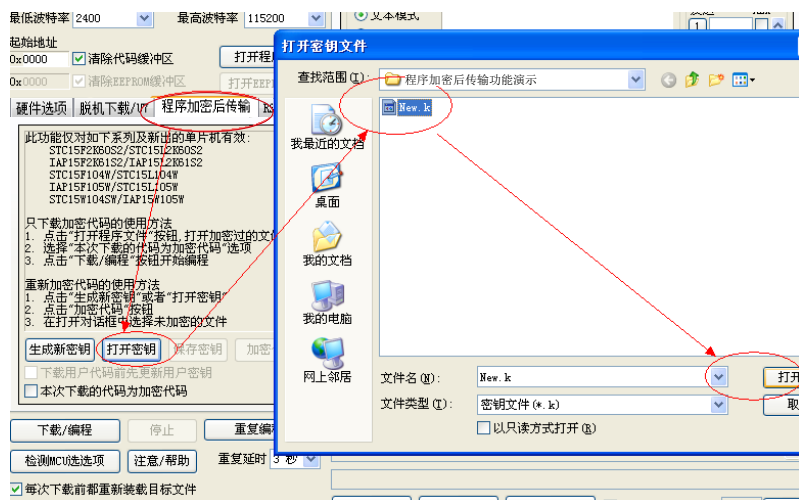 最低波特率 2400 最高波特率 115200
文本模式
起始地址
0x0000 清除代码缓冲区 打开程
0x0000 清除EEPROM缓冲区 打开EEP
硬件选项 脱机下载/U7 程序加密后传输
此功能仅对如下系列及新出的单片机有效:
STC15F2K60S2/STC15L2K60S2
IAP15F2K61S2/IAP15L2K61S2
STC15F104W/STC15L104W
IAP15F105W/STC15L105W
STC15W104SW/IAP15W105W
只下载加密代码的使用方法
1. 点击"打开程序文件"按钮,打开加密过的文件
2. 选择"本次下载的代码为加密代码"选项
3. 点击"下载/编程"按钮开始编程
重新加密代码的使用方法
1. 点击"生成新密钥"或者"打开密钥"
2. 点击"加密代码"按钮
3. 在打开对话框中选择未加密的文件
生成新密钥 打开密钥 保存密钥 加密
下载用户代码前先更新用户密钥
本次下载的代码为加密代码
下载/编程 停止 重复编
检测MCU选选项 注意/帮助 重复延时 3 秒
每次下载前都重新装载目标文件
打开密钥文件
查找范围(I): 程序加密后传输功能演示
New.k
我最近的文档
桌面
我的文档
我的电脑
网上邻居
文件名(N): New.k 打开
文件类型(T): 密钥文件(*.k) 取
以只读方式打开(R)